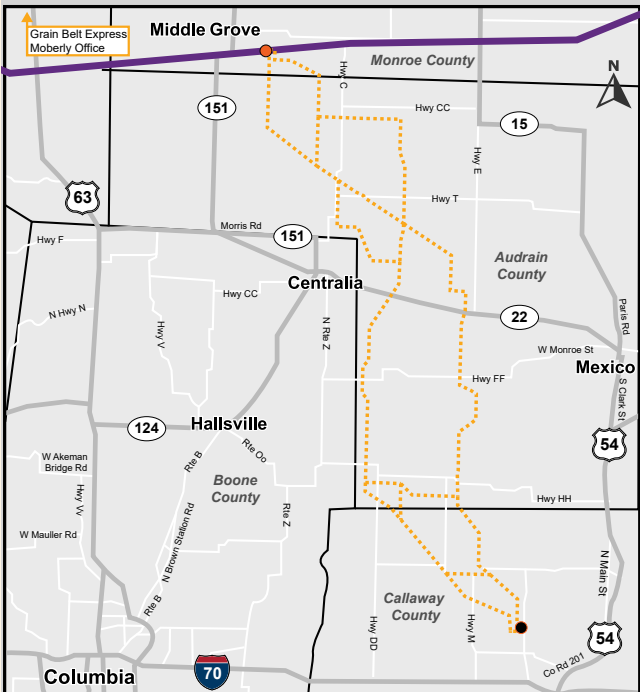 Grain Belt Express
Moberly Office
Middle Grove
Monroe County
N
Hwy C
151
Hwy CC
15
Hwy E
63
Hwy T
Morris Rd
151
Hwy F
Audrain
County
Centralia
Hwy CC
N Hwy N
Hwy V
N Rte Z
22
Paris Rd
W Monroe St
Mexico
Hwy FF
S Clark St
124
Hallsville
54
Rte B
Rte Oo
W Akeman
Bridge Rd
Boone
County
Hwy Vv
Rte Z
Hwy HH
W Mauller Rd
N Brown Station Rd
N Main St
Callaway
County
Rte B
Hwy DD
Hwy M
54
Co Rd 201
70
Columbia